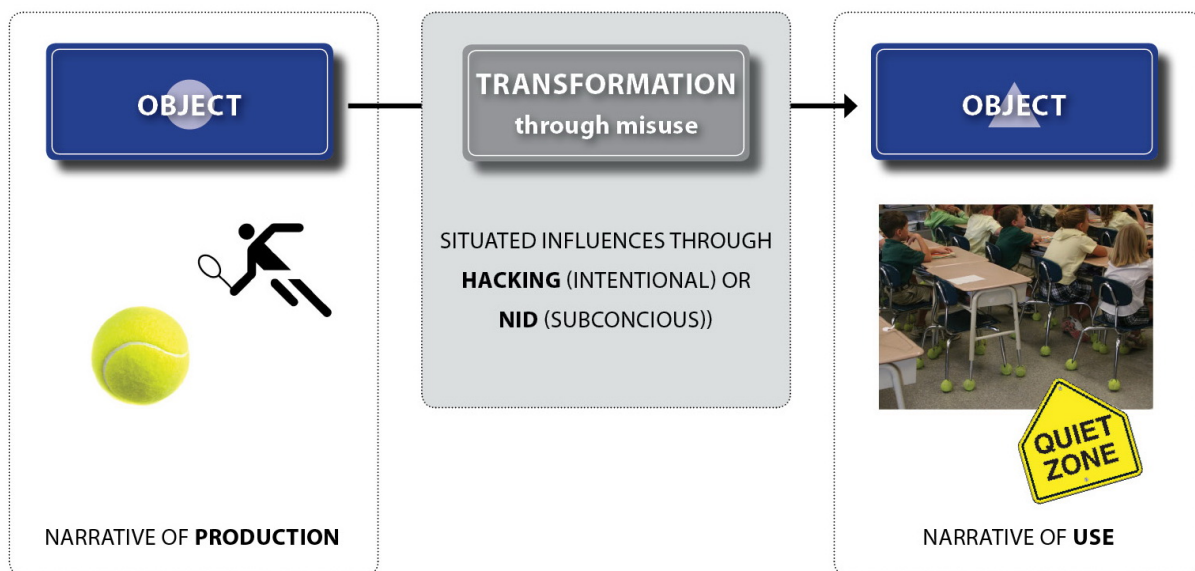 OBJECT
TRANSFORMATION
through misuse
OBJECT
SITUATED INFLUENCES THROUGH
HACKING (INTENTIONAL) OR
NID (SUBCONCIOUS))
QUIET
ZONE
NARRATIVE OF PRODUCTION
NARRATIVE OF USE